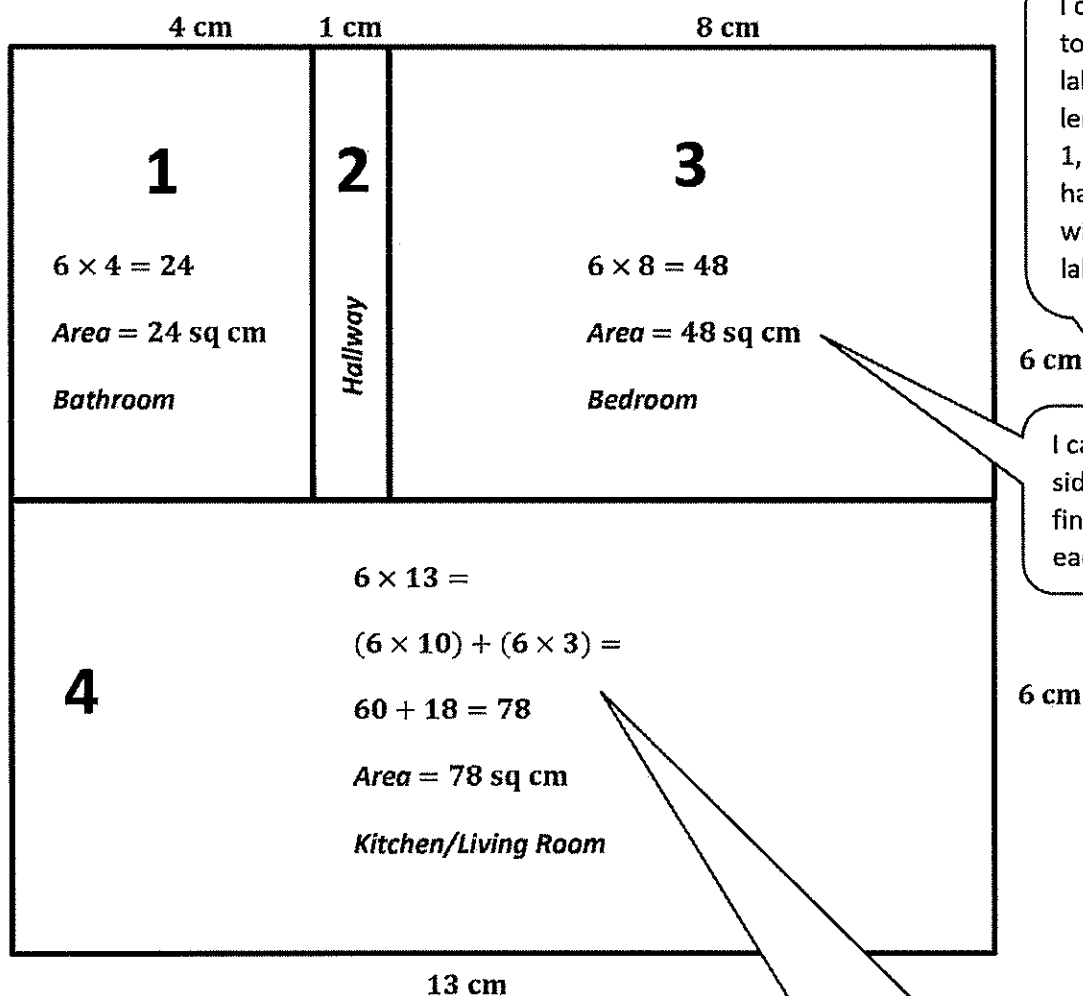 4 cm 1 cm 8 cm
1
2
3
6 × 4 = 24
Area = 24 sq cm
Bathroom
Hallway
6 × 8 = 48
Area = 48 sq cm
Bedroom
to
1,
6 cm
I
6 × 13 =
(6 × 10) + (6 × 3) =
60 + 18 = 78
Area = 78 sq cm
Kitchen/Living Room
4
6 cm
13 cm